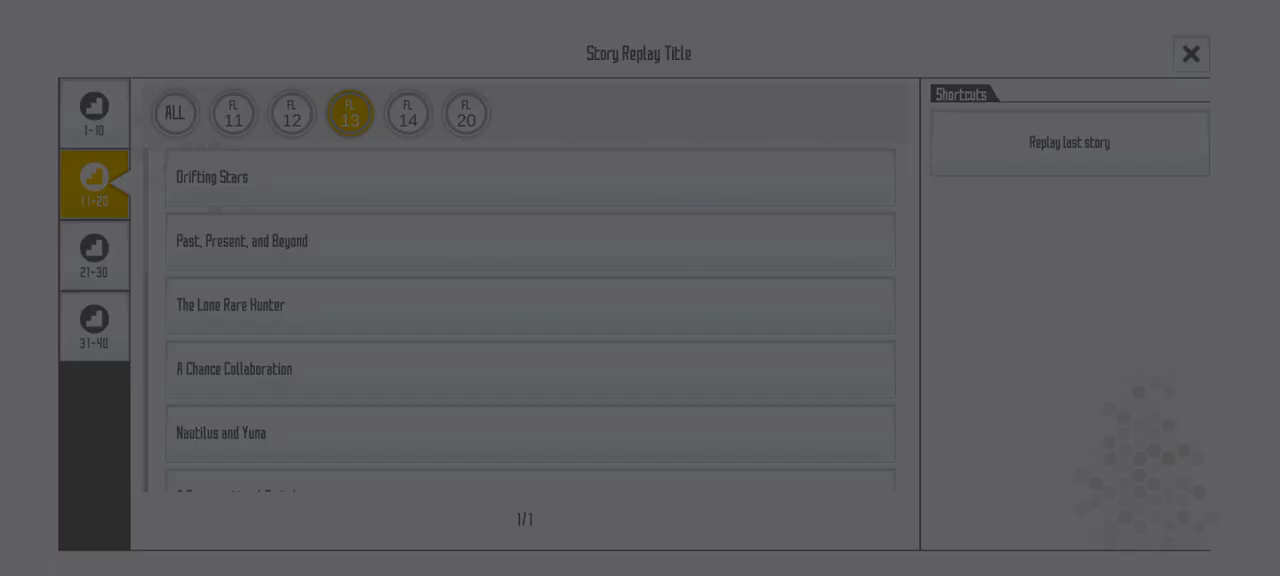 Story Replay Title
1-10
11-20
21-30
31-40
ALL
FL 11
FL 12
FL 13
FL 14
FL 20
Drifting Stars
Past, Present, and Beyond
The Lone Rare Hunter
A Chance Collaboration
Nautilus and Yuna
1/1
Shortcuts
Replay last story